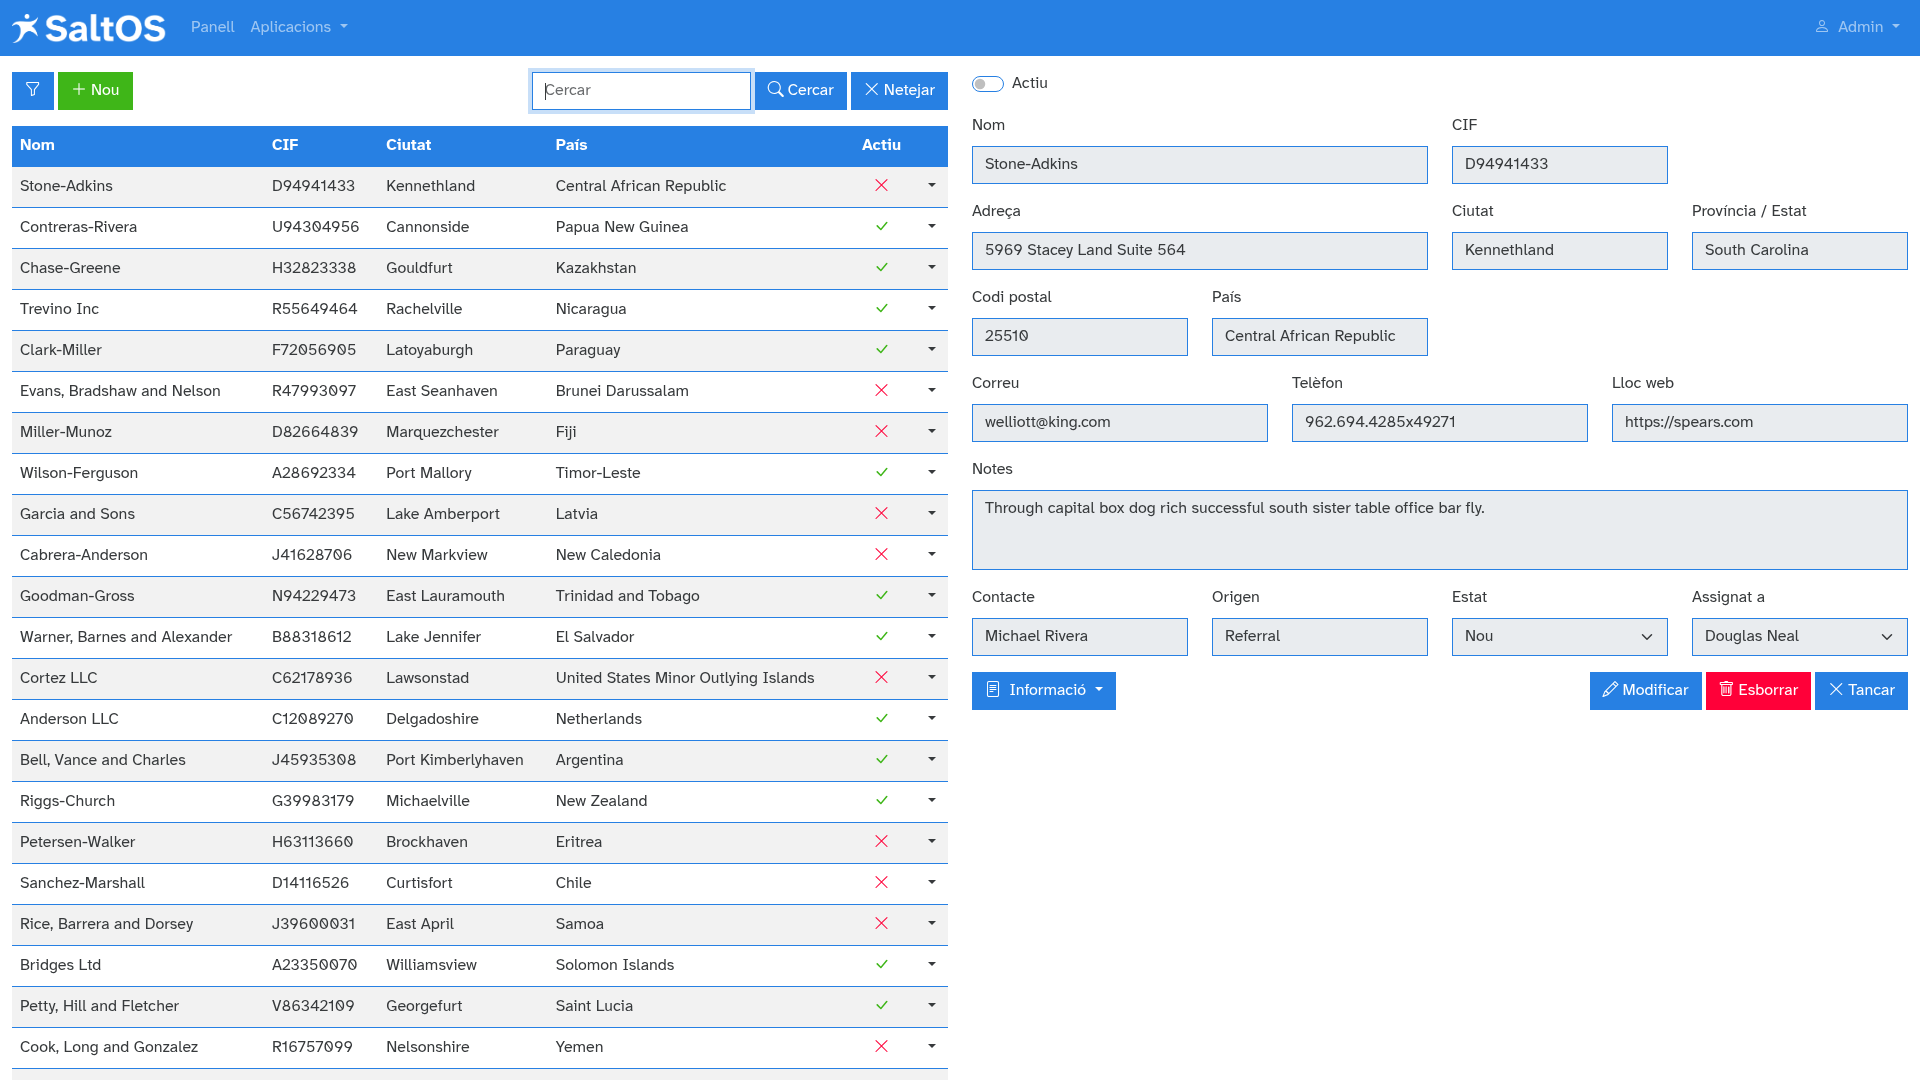 SaltOS Panell Aplicacions Admin
Nou Cercar Cercar Netejar
Nom CIF Ciutat País Actiu
Stone-Adkins D94941433 Kennethland Central African Republic
Contreras-Rivera U94304956 Cannonside Papua New Guinea
Chase-Greene H32823338 Gouldfurt Kazakhstan
Trevino Inc R55649464 Rachelville Nicaragua
Clark-Miller F72056905 Latoyaburgh Paraguay
Evans, Bradshaw and Nelson R47993097 East Seanhaven Brunei Darussalam
Miller-Munoz D82664839 Marquezchester Fiji
Wilson-Ferguson A28692334 Port Mallory Timor-Leste
Garcia and Sons C56742395 Lake Amberport Latvia
Cabrera-Anderson J41628706 New Markview New Caledonia
Goodman-Gross N94229473 East Lauramouth Trinidad and Tobago
Warner, Barnes and Alexander B88318612 Lake Jennifer El Salvador
Cortez LLC C62178936 Lawsonstad United States Minor Outlying Islands
Anderson LLC C12089270 Delgadoshire Netherlands
Bell, Vance and Charles J45935308 Port Kimberlyhaven Argentina
Riggs-Church G39983179 Michaelville New Zealand
Petersen-Walker H63113660 Brockhaven Eritrea
Sanchez-Marshall D14116526 Curtisfort Chile
Rice, Barrera and Dorsey J39600031 East April Samoa
Bridges Ltd A23350070 Williamsview Solomon Islands
Petty, Hill and Fletcher V86342109 Georgefurt Saint Lucia
Cook, Long and Gonzalez R16757099 Nelsonshire Yemen
Actiu
Nom CIF
Stone-Adkins D94941433
Adreça Ciutat Província / Estat
5969 Stacey Land Suite 564 Kennethland South Carolina
Codi postal País
25510 Central African Republic
Correu Telèfon Lloc web
welliott@king.com 962.694.4285x49271 https://spears.com
Notes
Through capital box dog rich successful south sister table office bar fly.
Contacte Origen Estat Assignat a
Michael Rivera Referral Nou Douglas Neal
Informació Modificar Esborrar Tancar